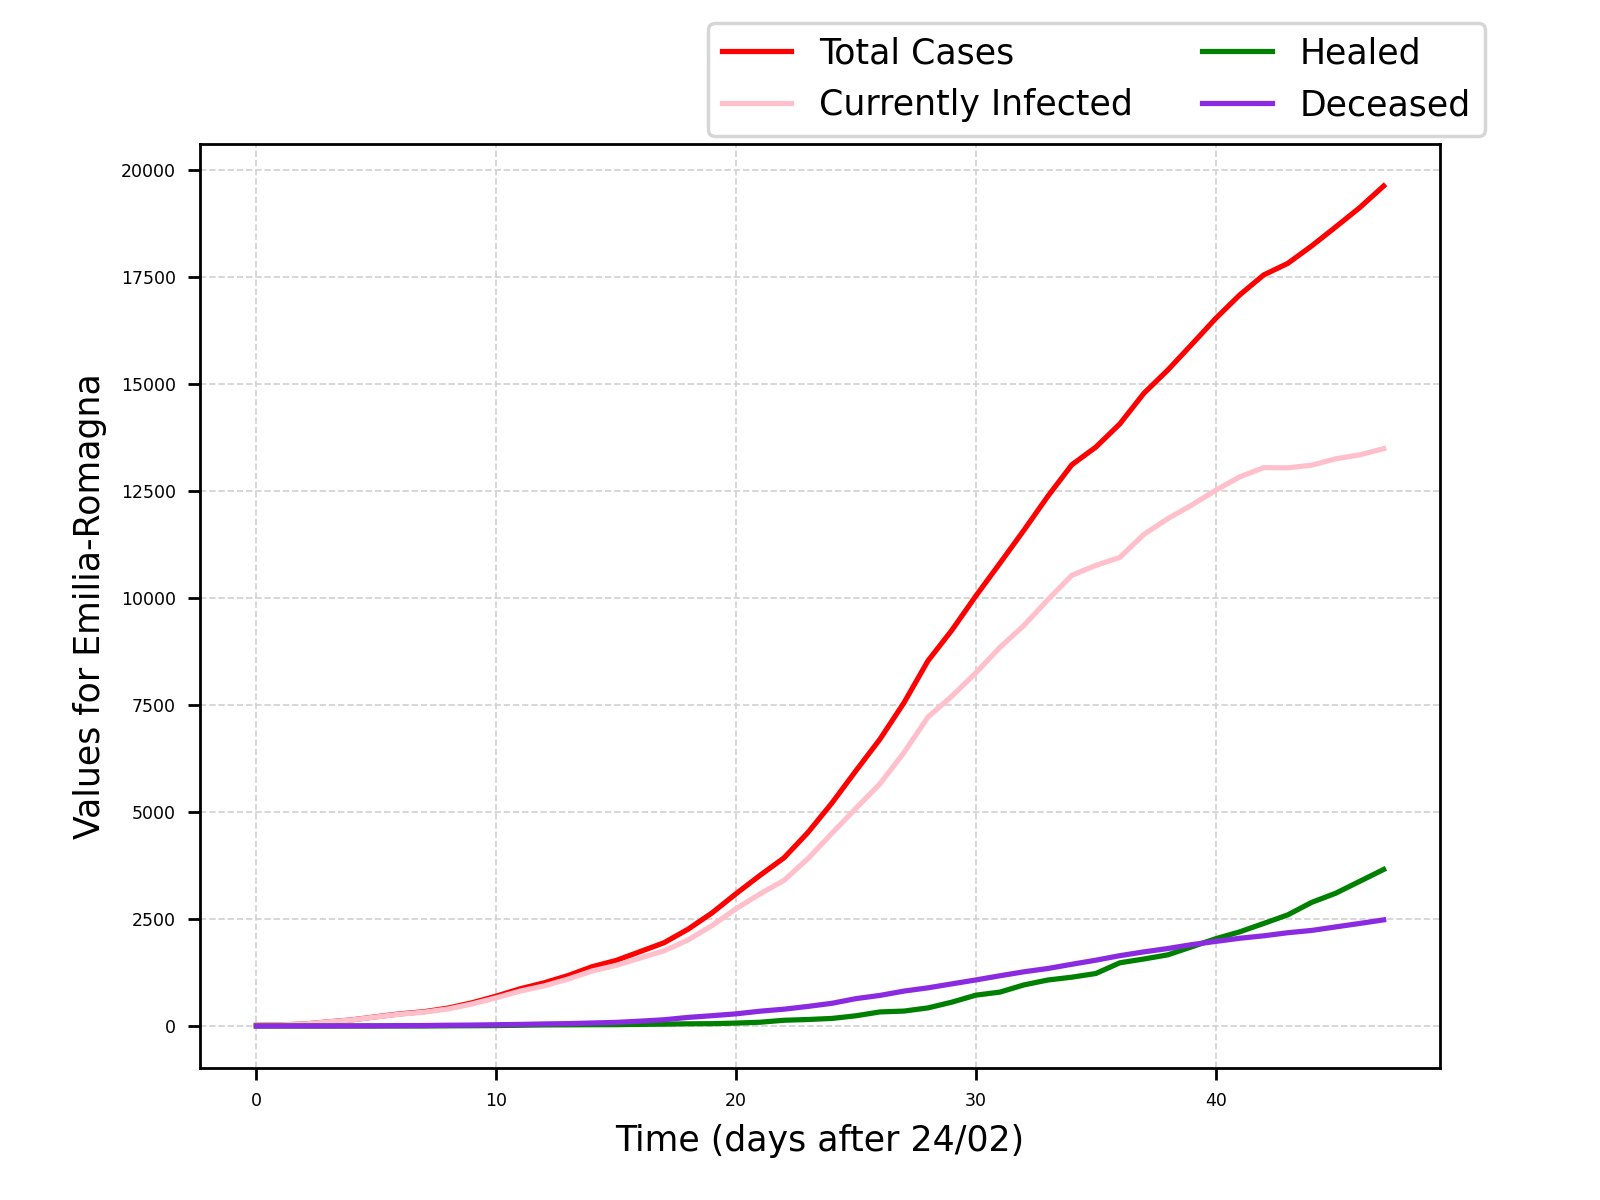 Total Cases
Currently Infected
Healed
Deceased
20000
17500
15000
12500
10000
7500
5000
2500
0
Values for Emilia-Romagna
0 10 20 30 40
Time (days after 24/02)